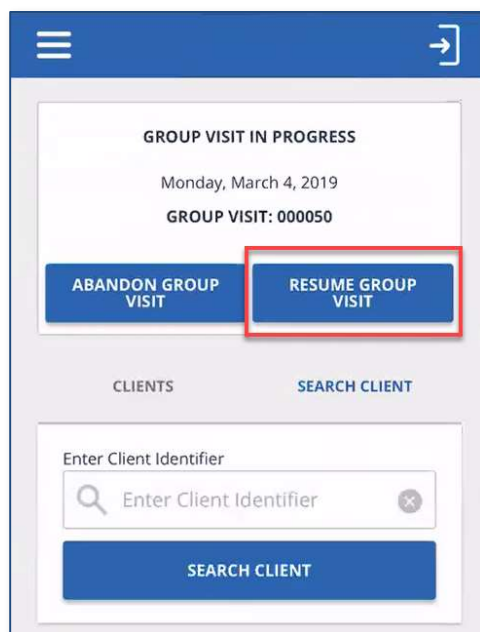 GROUP VISIT IN PROGRESS
Monday, March 4, 2019
GROUP VISIT: 000050
ABANDON GROUP
VISIT
RESUME GROUP
VISIT
CLIENTS
SEARCH CLIENT
Enter Client Identifier
Enter Client Identifier
SEARCH CLIENT